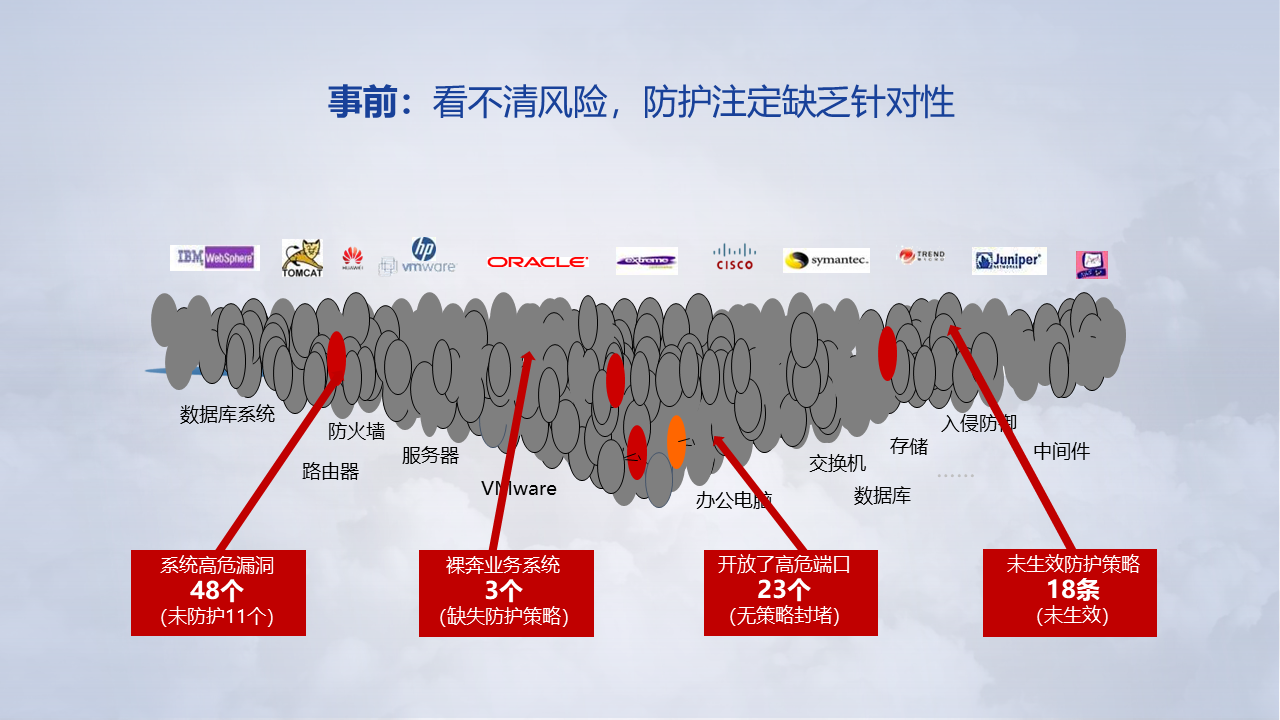 事前：看不清风险，防护注定缺乏针对性
IBM WebSphere
TOMCAT
HUAWEI
hp
vmware
ORACLE
extreme
CISCO
symantec.
TREND
MICRO
Juniper
NETWORKS
数据库系统
防火墙
路由器
服务器
VMware
办公电脑
交换机
数据库
存储
入侵防御
……
中间件
系统高危漏洞
48个
（未防护11个）
裸奔业务系统
3个
（缺失防护策略）
开放了高危端口
23个
（无策略封堵）
未生效防护策略
18条
（未生效）